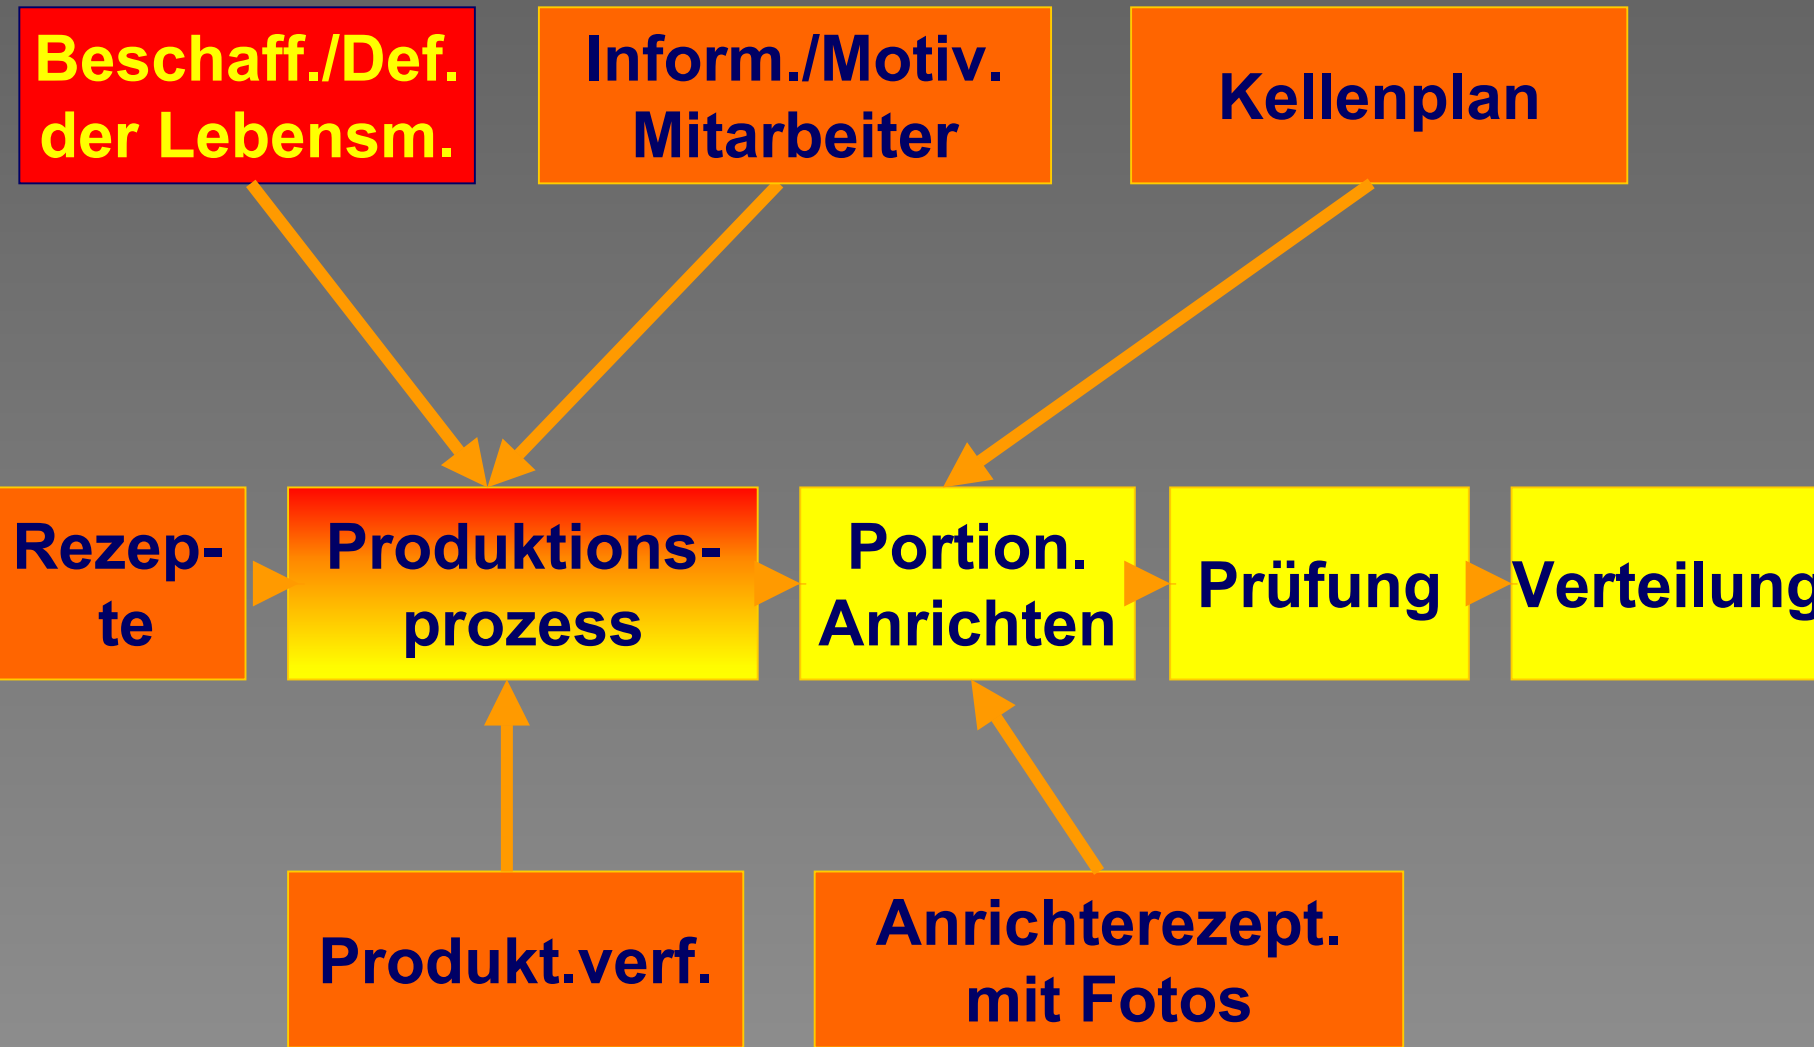 Beschaff./Def.
der Lebensm.
Inform./Motiv.
Mitarbeiter
Kellenplan
Rezep-
te
Produktions-
prozess
Portion.
Anrichten
Prüfung
Verteilung
Produkt.verf.
Anrichterezept.
mit Fotos